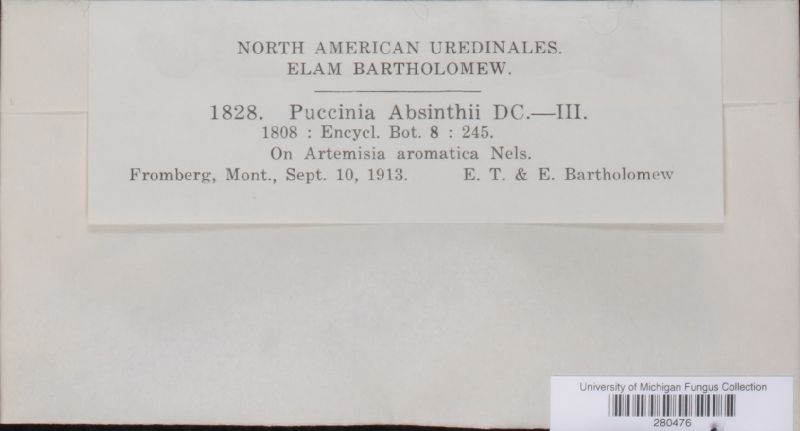 NORTH AMERICAN UREDINALES.
ELAM BARTHOLOMEW.
1828. Puccinia Absinthii DC.—III.
1808 : Encycl. Bot. 8 : 245.
On Artemisia aromatica Nels.
Fromberg, Mont., Sept. 10, 1913. E. T. & E. Bartholomew
University of Michigan Fungus Collection
280476